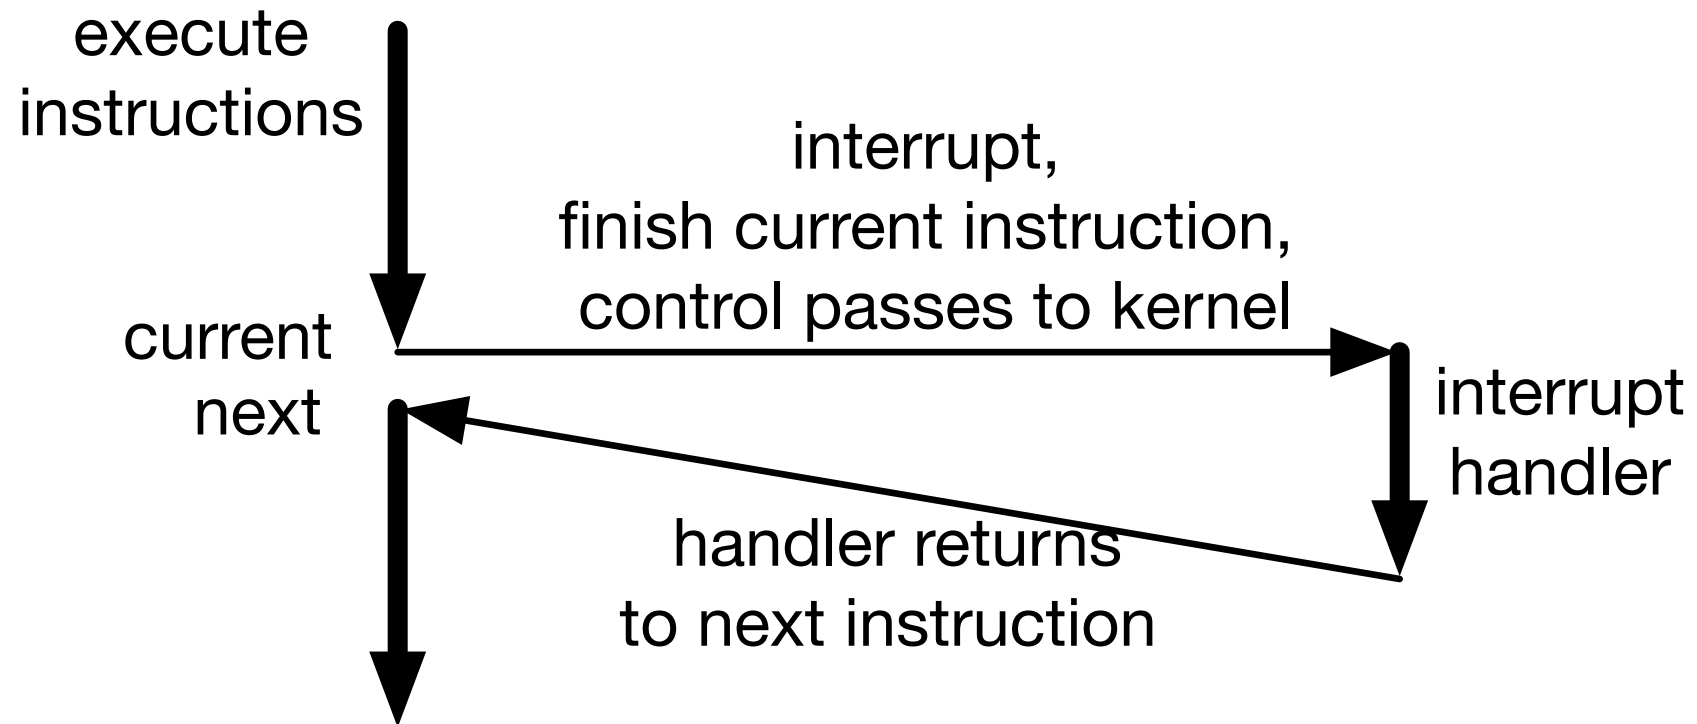 execute
instructions
interrupt,
finish current instruction,
control passes to kernel
current
next
interrupt
handler
handler returns
to next instruction